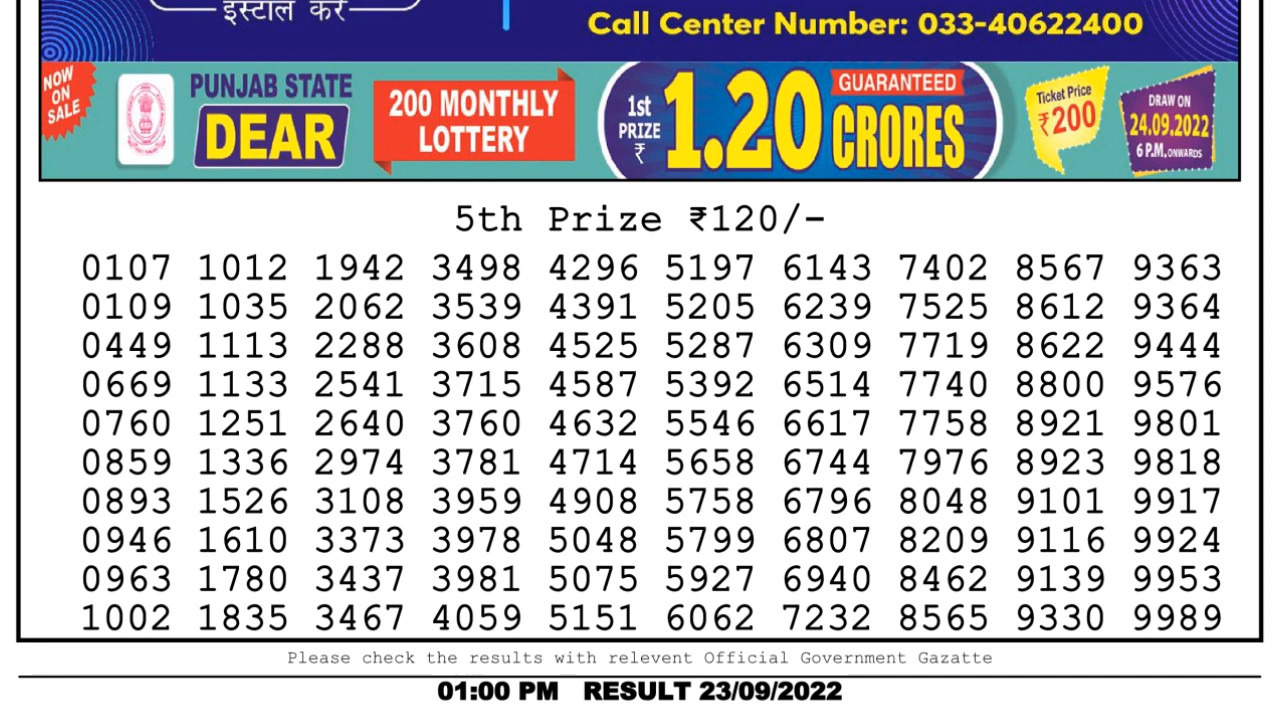 इंस्टॉल करें
Call Center Number: 033-40622400
NOW
ON
SALE
PUNJAB STATE
DEAR
200 MONTHLY
LOTTERY
1st
PRIZE
₹
1.20
GUARANTEED
CRORES
Ticket Price
₹200
DRAW ON
24.09.2022
6 P.M. ONWARDS
5th Prize ₹120/-
0107 1012 1942 3498 4296 5197 6143 7402 8567 9363
0109 1035 2062 3539 4391 5205 6239 7525 8612 9364
0449 1113 2288 3608 4525 5287 6309 7719 8622 9444
0669 1133 2541 3715 4587 5392 6514 7740 8800 9576
0760 1251 2640 3760 4632 5546 6617 7758 8921 9801
0859 1336 2974 3781 4714 5658 6744 7976 8923 9818
0893 1526 3108 3959 4908 5758 6796 8048 9101 9917
0946 1610 3373 3978 5048 5799 6807 8209 9116 9924
0963 1780 3437 3981 5075 5927 6940 8462 9139 9953
1002 1835 3467 4059 5151 6062 7232 8565 9330 9989
Please check the results with relevent Official Government Gazatte
01:00 PM RESULT 23/09/2022